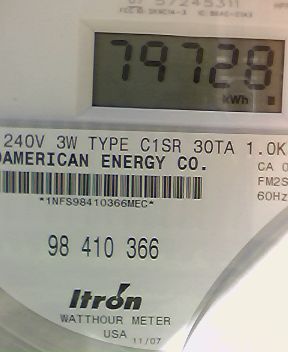 57245311
79728
kWh
240V 3W TYPE C1SR 30TA 1.0K
AMERICAN ENERGY CO.
CA
*1NFS98410366MEC*
FM2S
60Hz
98 410 366
Itron
WATTHOUR METER
USA 11/07